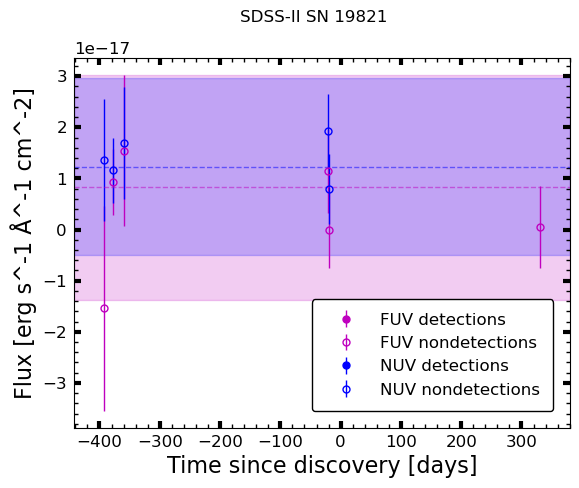 SDSS-II SN 19821
1e−17
3
2
1
0
−1
−2
−3
Flux [erg s^-1 Å^-1 cm^-2]
FUV detections
FUV nondetections
NUV detections
NUV nondetections
−400 −300 −200 −100 0 100 200 300
Time since discovery [days]